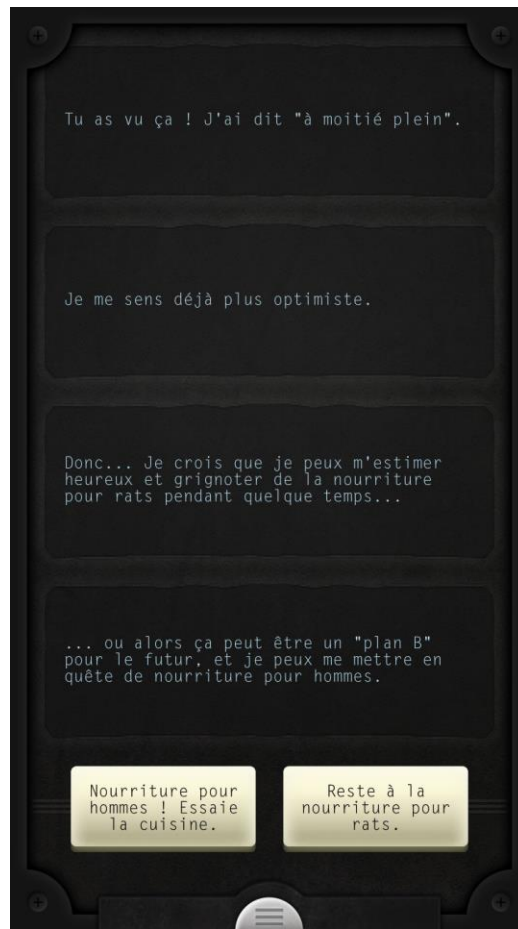 Tu as vu ça ! J'ai dit "à moitié plein".
Je me sens déjà plus optimiste.
Donc... Je crois que je peux m'estimer
heureux et grignoter de la nourriture
pour rats pendant quelque temps...
... ou alors ça peut être un "plan B"
pour le futur, et je peux me mettre en
quête de nourriture pour hommes.
Nourriture pour
hommes ! Essaie
la cuisine.
Reste à la
nourriture pour
rats.